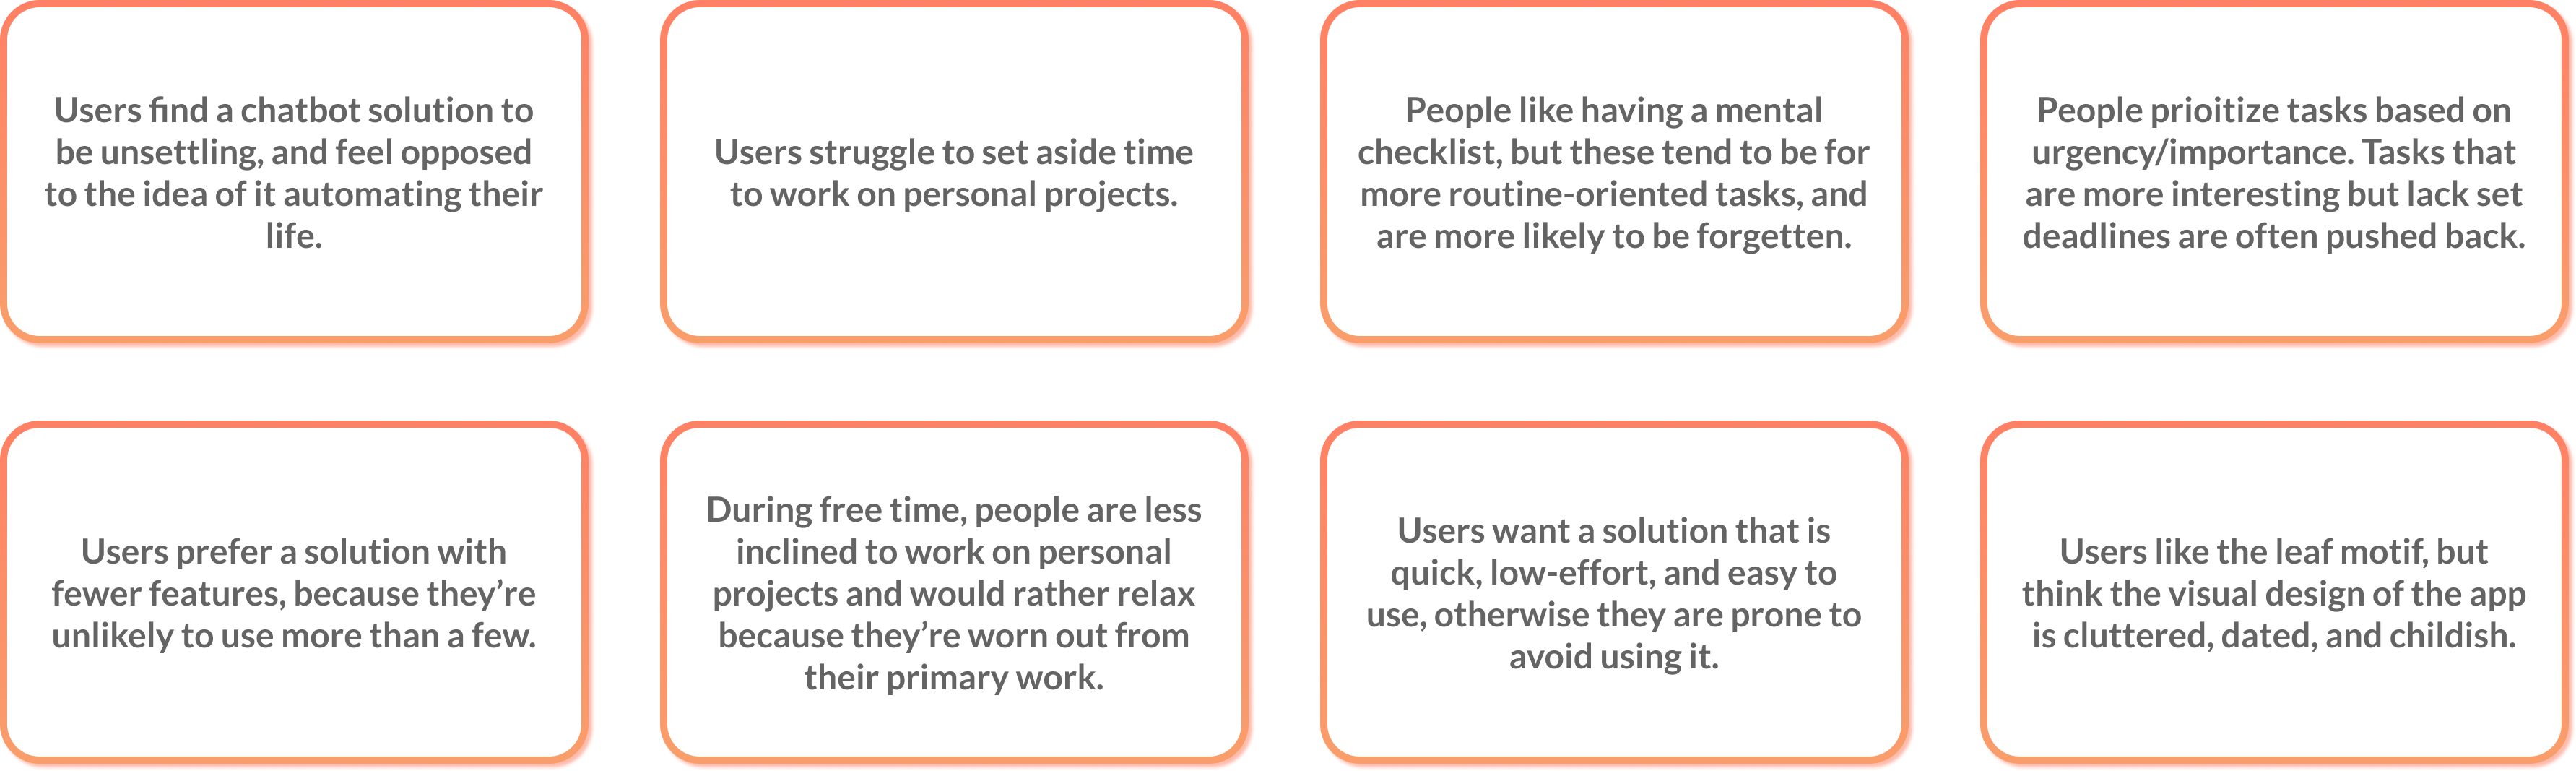 Users find a chatbot solution to
be unsettling, and feel opposed
to the idea of it automating their
life.
Users struggle to set aside time
to work on personal projects.
People like having a mental
checklist, but these tend to be for
more routine-oriented tasks, and
are more likely to be forgetten.
People prioitize tasks based on
urgency/importance. Tasks that
are more interesting but lack set
deadlines are often pushed back.
Users prefer a solution with
fewer features, because they’re
unlikely to use more than a few.
During free time, people are less
inclined to work on personal
projects and would rather relax
because they’re worn out from
their primary work.
Users want a solution that is
quick, low-effort, and easy to
use, otherwise they are prone to
avoid using it.
Users like the leaf motif, but
think the visual design of the app
is cluttered, dated, and childish.